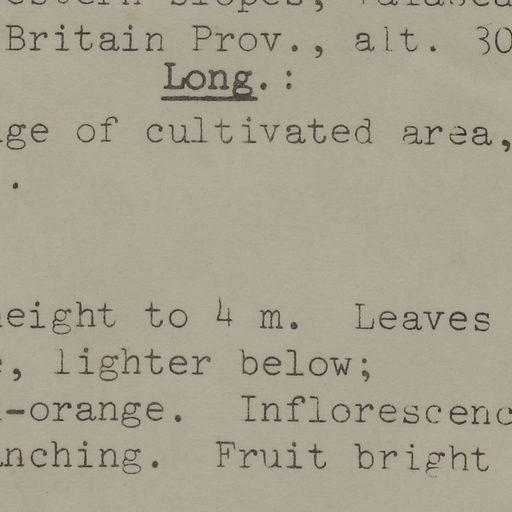 Britain Prov., alt. 30
Long.:
ge of cultivated area,
.
eight to 4 m. Leaves
, lighter below;
-orange. Inflorescenc
nching. Fruit bright